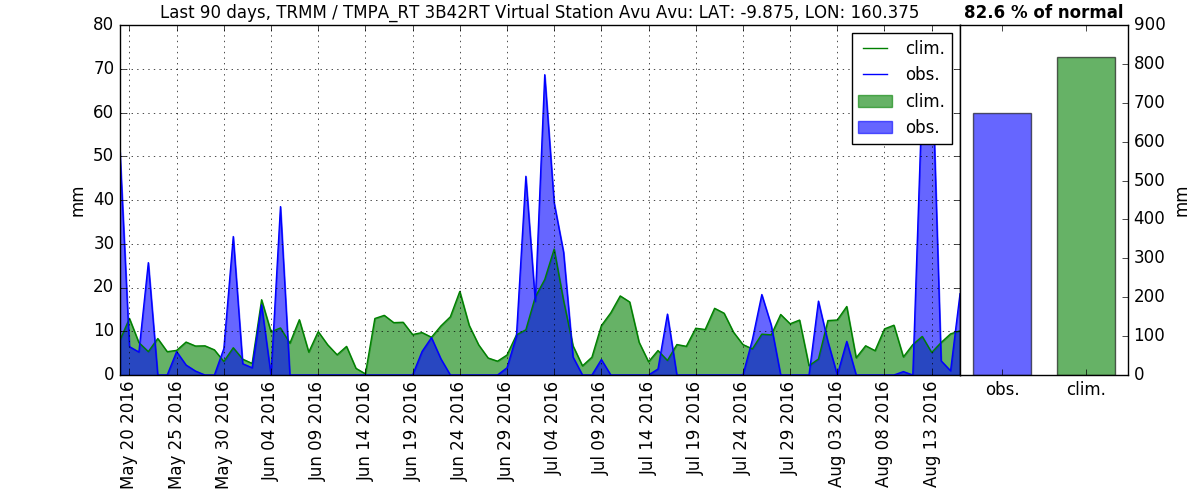 Last 90 days, TRMM / TMPA_RT 3B42RT Virtual Station Avu Avu: LAT: -9.875, LON: 160.375
82.6 % of normal
80
70
60
50
40
30
20
10
0
mm
clim.
obs.
clim.
obs.
900
800
700
600
500
400
300
200
100
0
mm
May 20 2016
May 25 2016
May 30 2016
Jun 04 2016
Jun 09 2016
Jun 14 2016
Jun 19 2016
Jun 24 2016
Jun 29 2016
Jul 04 2016
Jul 09 2016
Jul 14 2016
Jul 19 2016
Jul 24 2016
Jul 29 2016
Aug 03 2016
Aug 08 2016
Aug 13 2016
obs.
clim.